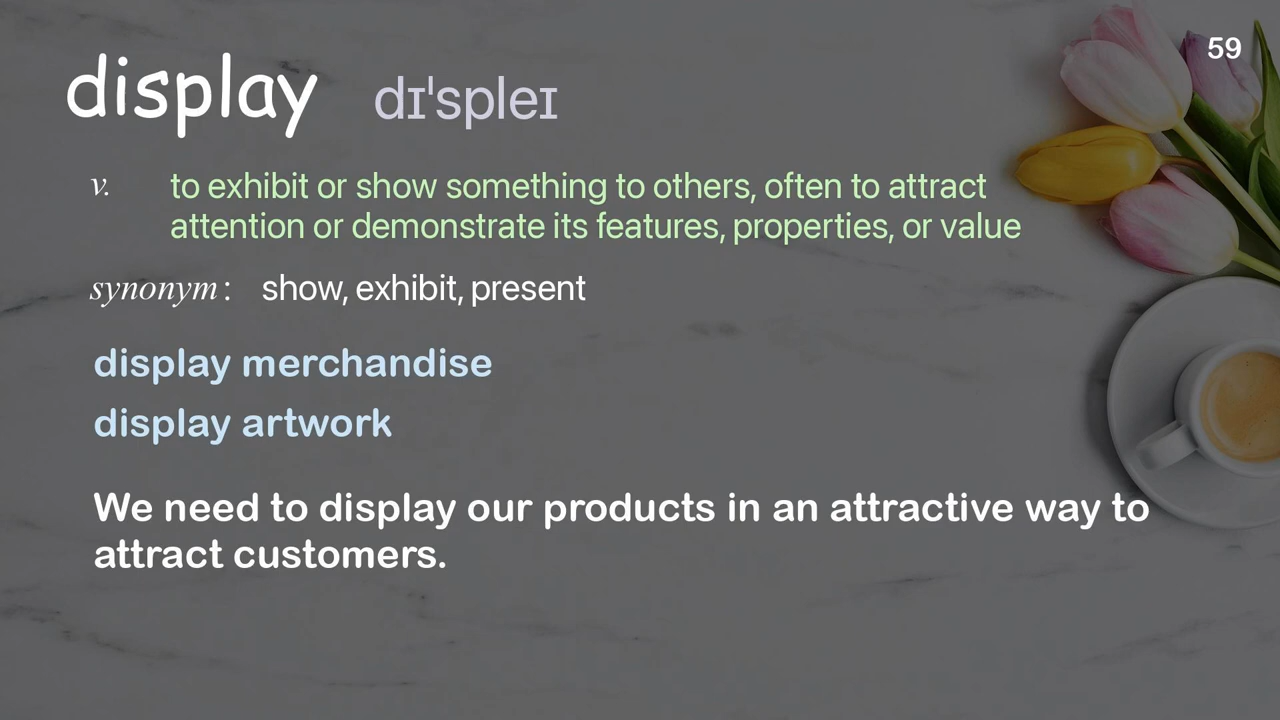 59
display dɪˈspleɪ
v. to exhibit or show something to others, often to attract
attention or demonstrate its features, properties, or value
synonym: show, exhibit, present
display merchandise
display artwork
We need to display our products in an attractive way to
attract customers.